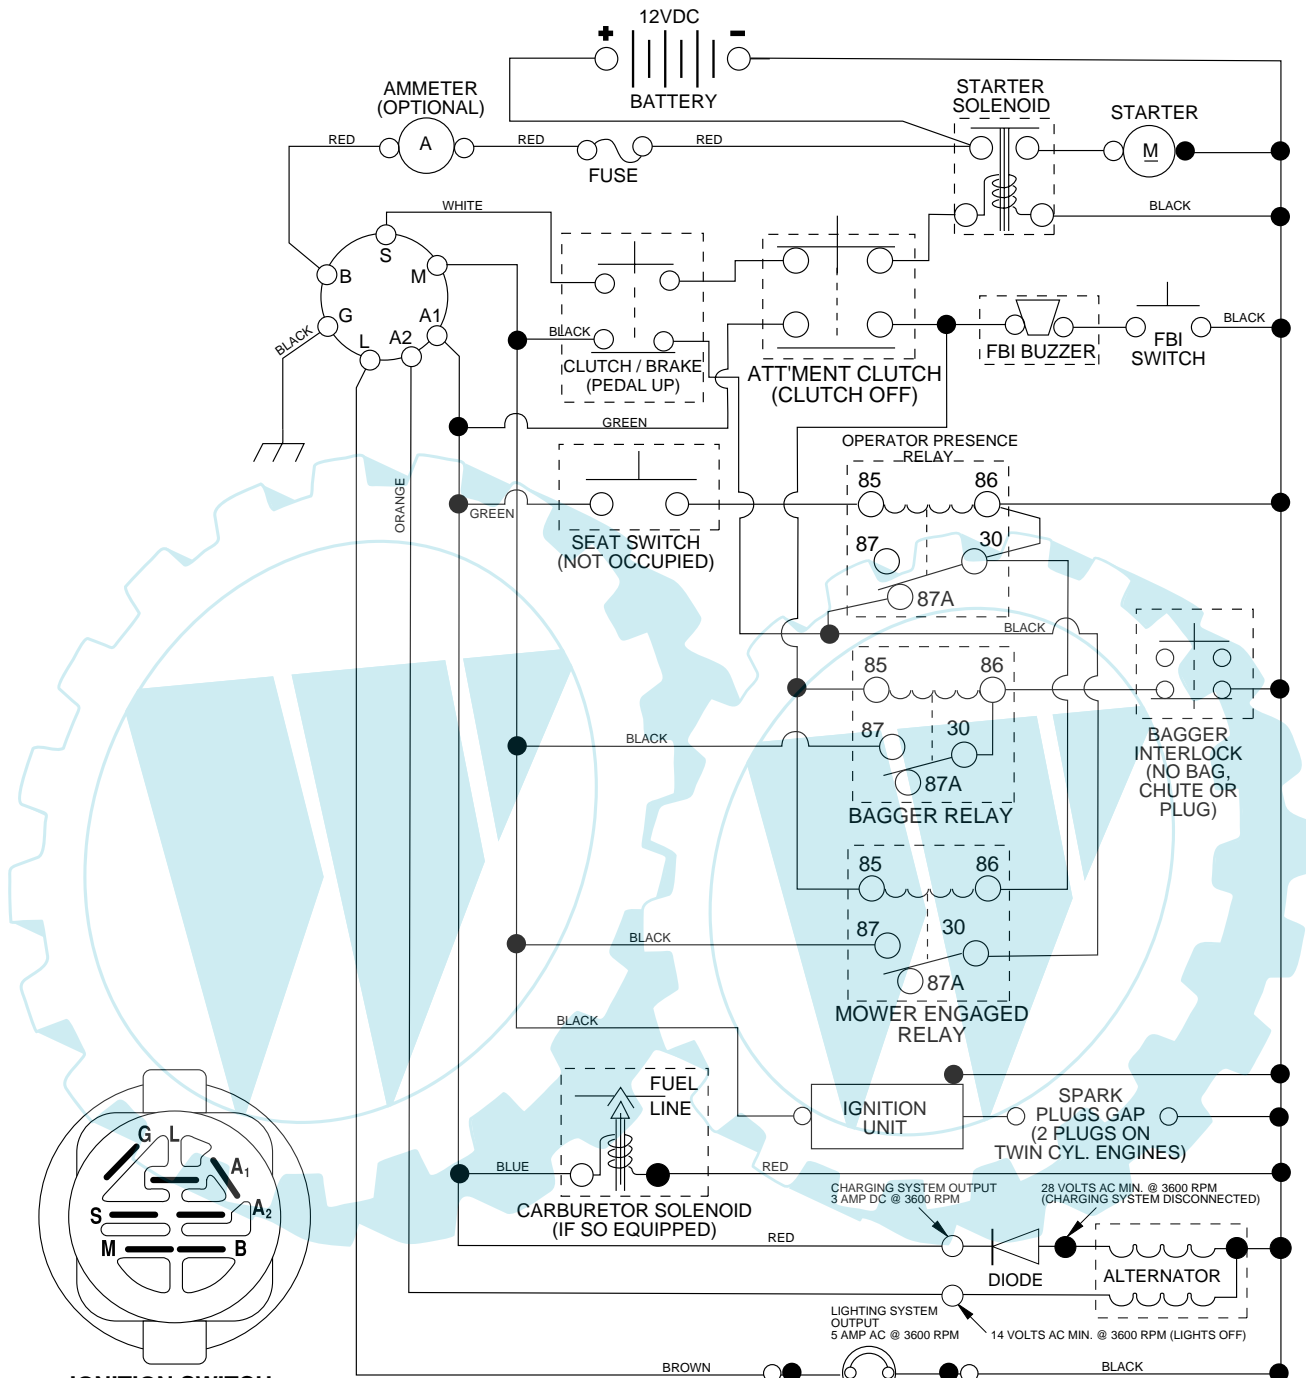 12VDC
+ -
BATTERY
AMMETER
(OPTIONAL)
STARTER
SOLENOID
STARTER
RED
A
RED
RED
FUSE
M
WHITE
BLACK
S
B
M
G
A1
L
A2
BLACK
BLACK
CLUTCH / BRAKE
(PEDAL UP)
ATT'MENT CLUTCH
(CLUTCH OFF)
FBI BUZZER
FBI
SWITCH
BLACK
GREEN
OPERATOR PRESENCE
RELAY
85
86
ORANGE
GREEN
SEAT SWITCH
(NOT OCCUPIED)
87
30
87A
BLACK
85
86
BLACK
87
30
87A
BAGGER RELAY
BAGGER
INTERLOCK
(NO BAG,
CHUTE OR
PLUG)
85
86
BLACK
87
30
87A
MOWER ENGAGED
RELAY
BLACK
FUEL
LINE
IGNITION
UNIT
SPARK
PLUGS GAP
(2 PLUGS ON
TWIN CYL. ENGINES)
BLUE
RED
CARBURETOR SOLENOID
(IF SO EQUIPPED)
CHARGING SYSTEM OUTPUT
3 AMP DC @ 3600 RPM
28 VOLTS AC MIN. @ 3600 RPM
(CHARGING SYSTEM DISCONNECTED)
RED
DIODE
ALTERNATOR
LIGHTING SYSTEM
OUTPUT
5 AMP AC @ 3600 RPM
14 VOLTS AC MIN. @ 3600 RPM (LIGHTS OFF)
BROWN
BLACK
G
L
A1
A2
S
M
B
IGNITION SWITCH